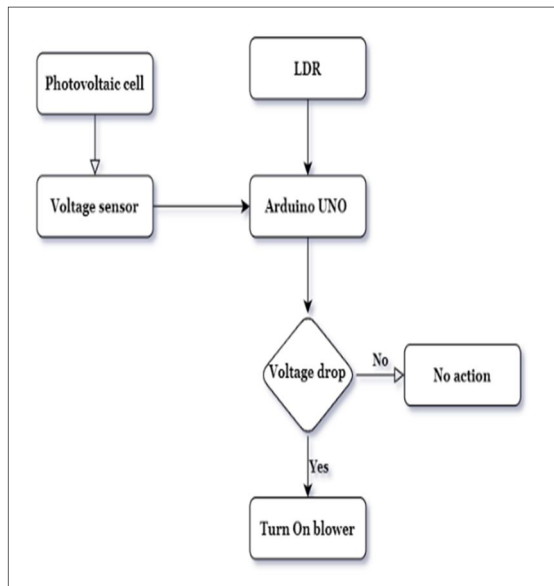 LDR
Photovoltaic cell
Voltage sensor
Arduino UNO
Voltage drop
No
No action
Yes
Turn On blower